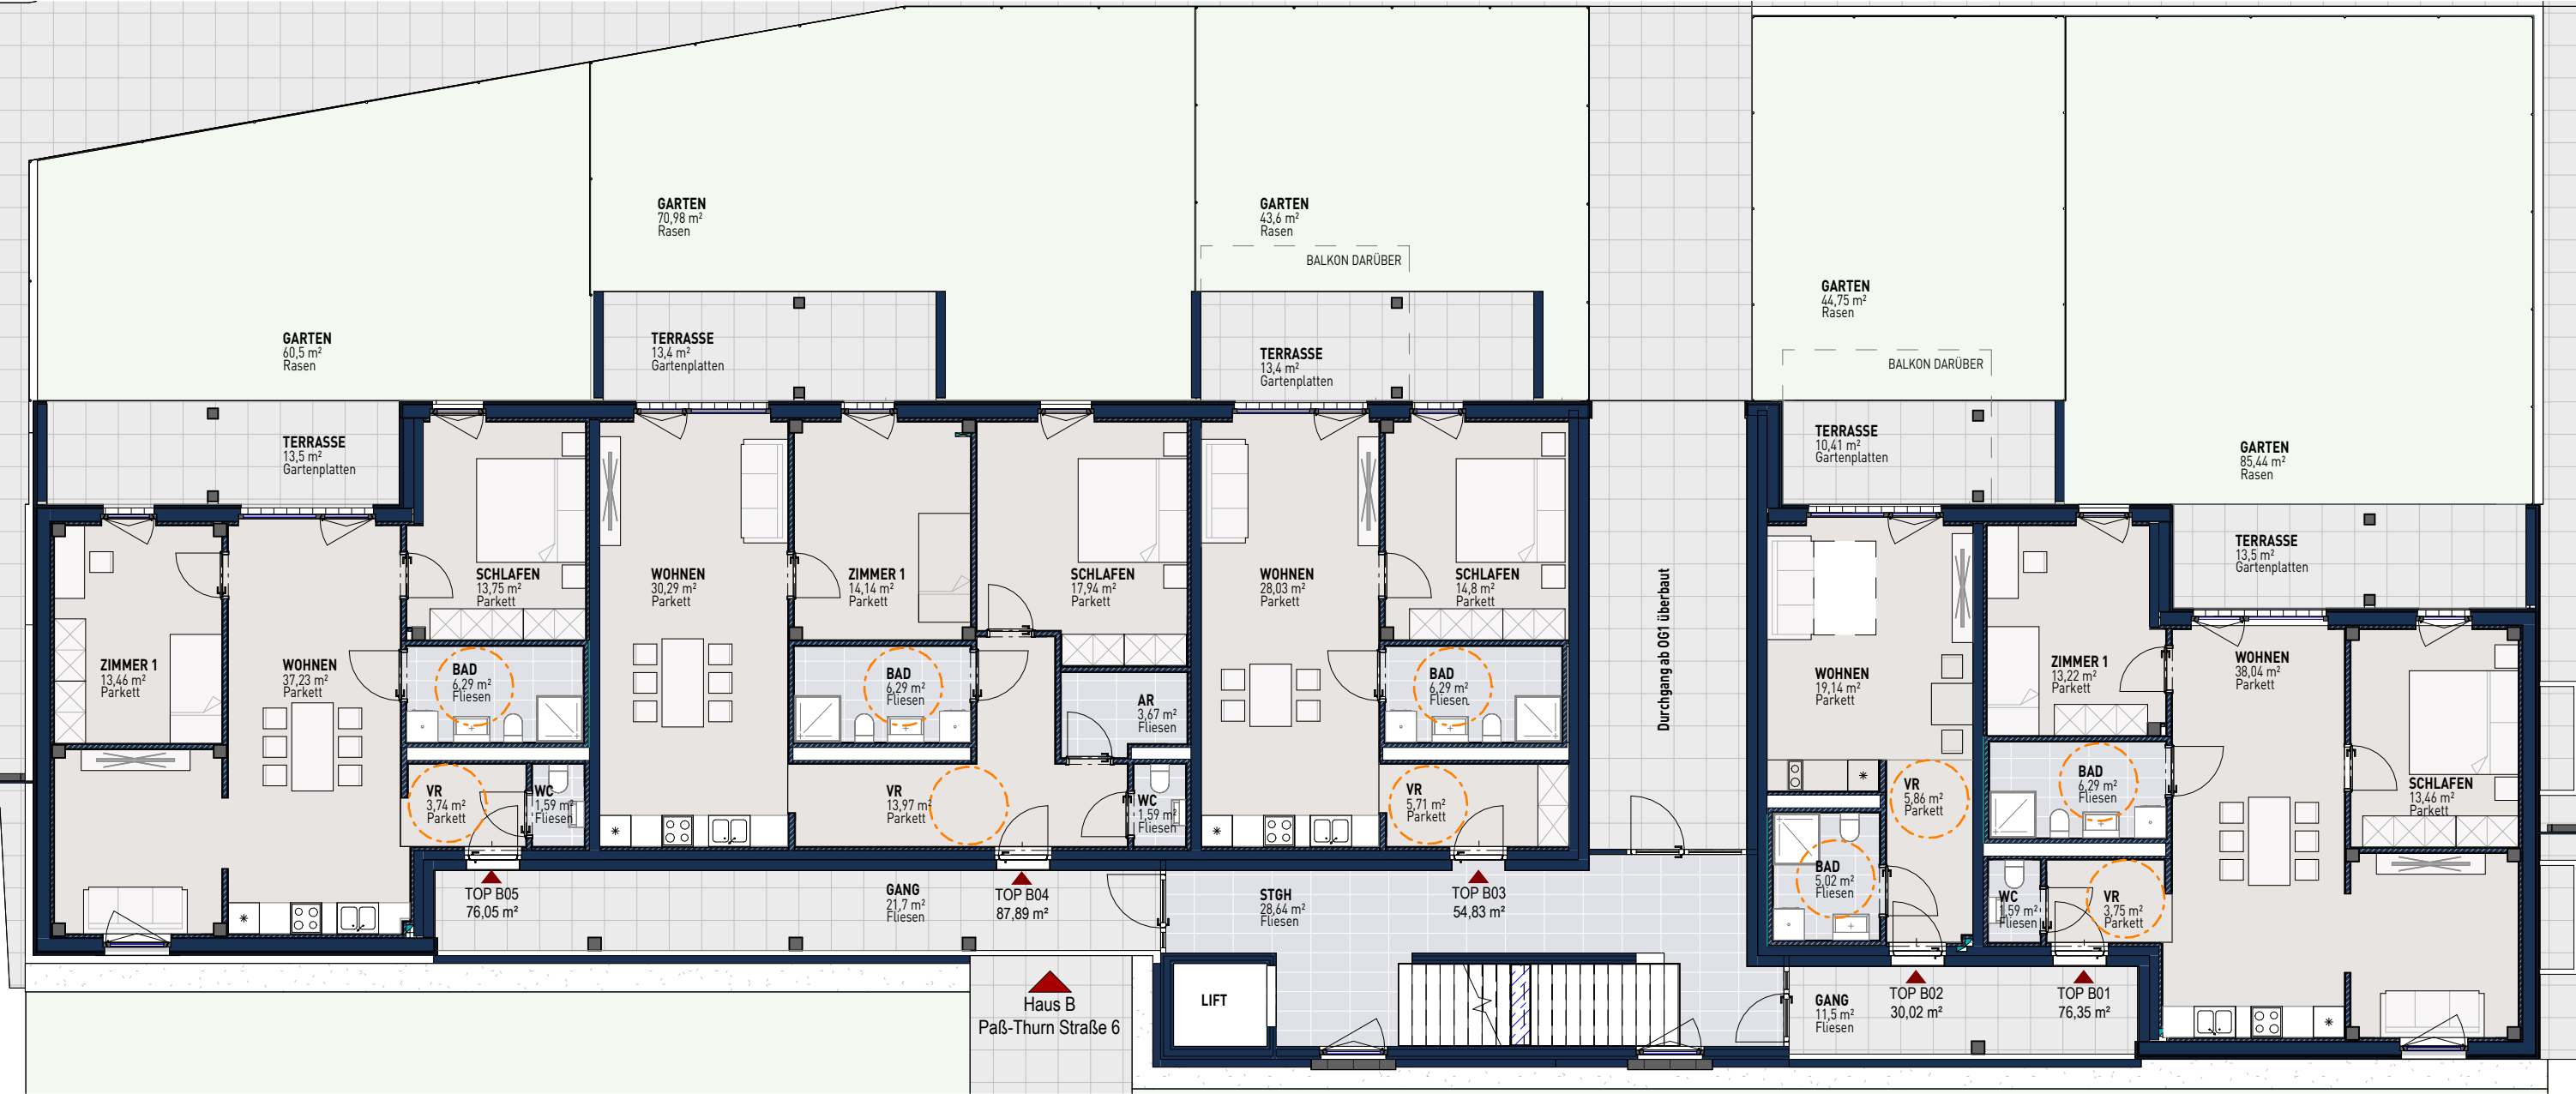 GARTEN
60,5 m²
Rasen
TERRASSE
13,5 m²
Gartenplatten
ZIMMER 1
13,46 m²
Parkett
WOHNEN
37,23 m²
Parkett
SCHLAFEN
13,75 m²
Parkett
BAD
6,29 m²
Fliesen
VR
3,74 m²
Parkett
WC
1,59 m²
Fliesen
TOP B05
76,05 m²
GARTEN
70,98 m²
Rasen
TERRASSE
13,4 m²
Gartenplatten
WOHNEN
30,29 m²
Parkett
ZIMMER 1
14,14 m²
Parkett
SCHLAFEN
17,94 m²
Parkett
BAD
6,29 m²
Fliesen
AR
3,67 m²
Fliesen
VR
13,97 m²
Parkett
WC
1,59 m²
Fliesen
GANG
21,7 m²
Fliesen
TOP B04
87,89 m²
Haus B
Paß-Thurn Straße 6
GARTEN
43,6 m²
Rasen
BALKON DARÜBER
TERRASSE
13,4 m²
Gartenplatten
WOHNEN
28,03 m²
Parkett
SCHLAFEN
14,8 m²
Parkett
BAD
6,29 m²
Fliesen
VR
5,71 m²
Parkett
STGH
28,64 m²
Fliesen
TOP B03
54,83 m²
LIFT
Durchgang ab OG1 überbaut
GARTEN
44,75 m²
Rasen
BALKON DARÜBER
TERRASSE
10,41 m²
Gartenplatten
WOHNEN
19,14 m²
Parkett
VR
5,86 m²
Parkett
BAD
5,02 m²
Fliesen
GANG
11,5 m²
Fliesen
TOP B02
30,02 m²
GARTEN
85,44 m²
Rasen
TERRASSE
13,5 m²
Gartenplatten
ZIMMER 1
13,22 m²
Parkett
WOHNEN
38,04 m²
Parkett
BAD
6,29 m²
Fliesen
SCHLAFEN
13,46 m²
Parkett
WC
1,59 m²
Fliesen
VR
3,75 m²
Parkett
TOP B01
76,35 m²